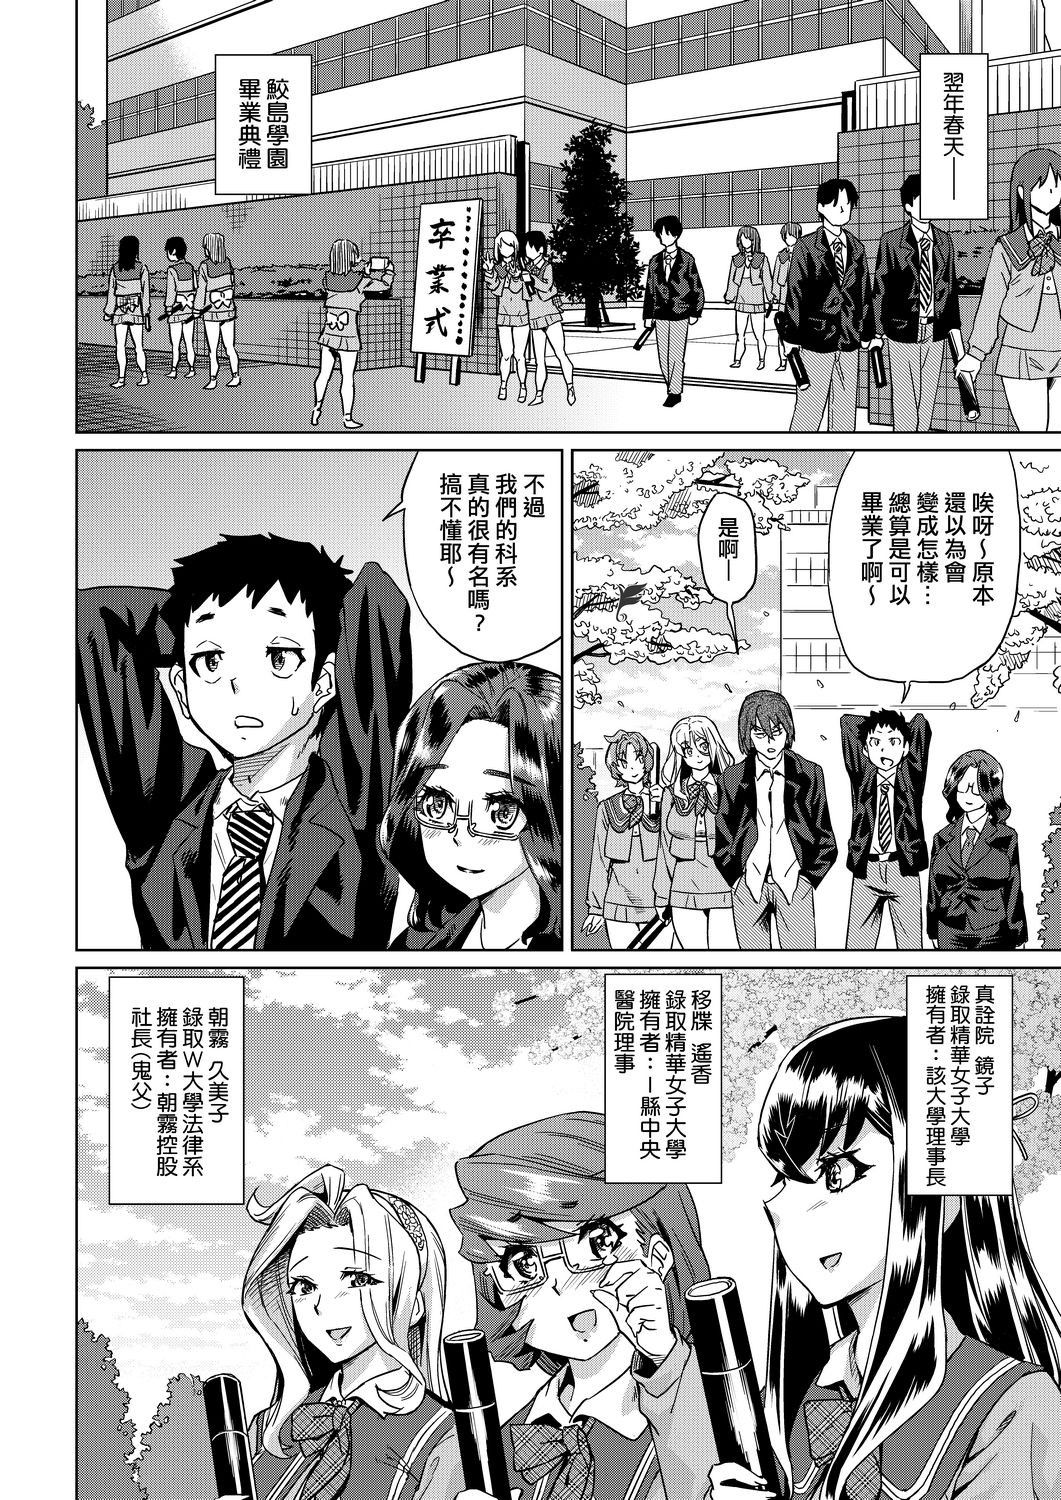 翌年春天──
鮫島學園
畢業典禮
卒業式
唉呀～原本
還以為會
變成怎樣…
總算是可以
畢業了啊～
是啊─
不過
我們的科系
真的很有名嗎？
搞不懂耶～
真詮院 鏡子
錄取精華女子大學
擁有者：該大學理事長
移牒 遙香
錄取精華女子大學
擁有者：Ｉ縣中央
醫院理事
朝霧 久美子
錄取Ｗ大學法律系
擁有者：朝霧控股
社長(鬼父)